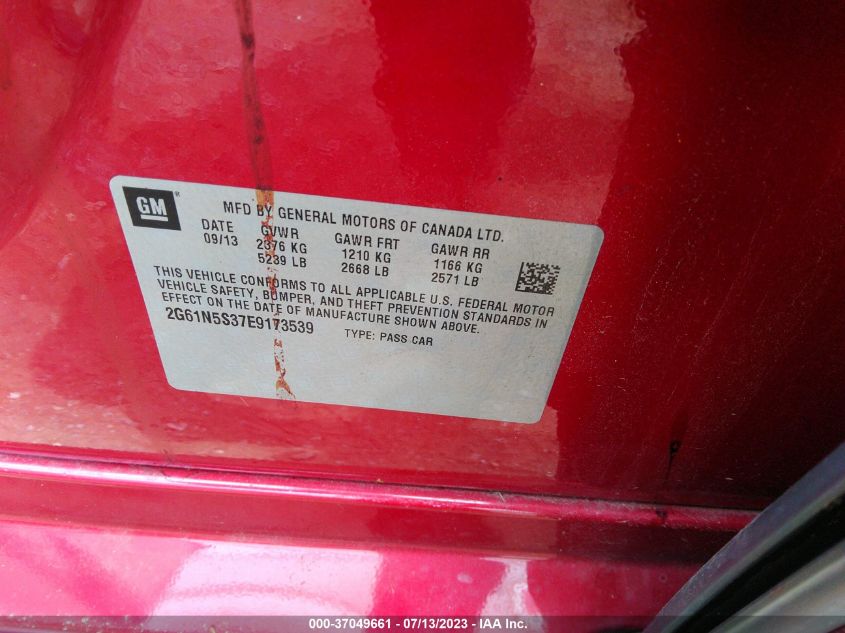 GM
MFD BY GENERAL MOTORS OF CANADA LTD.
DATE GVWR GAWR FRT GAWR RR
09/13 2376 KG 1210 KG 1166 KG
5239 LB 2668 LB 2571 LB
THIS VEHICLE CONFORMS TO ALL APPLICABLE U.S. FEDERAL MOTOR
VEHICLE SAFETY, BUMPER, AND THEFT PREVENTION STANDARDS IN
EFFECT ON THE DATE OF MANUFACTURE SHOWN ABOVE.
2G61N5S37E9173539 TYPE: PASS CAR
000-37049661 - 07/13/2023 - IAA Inc.